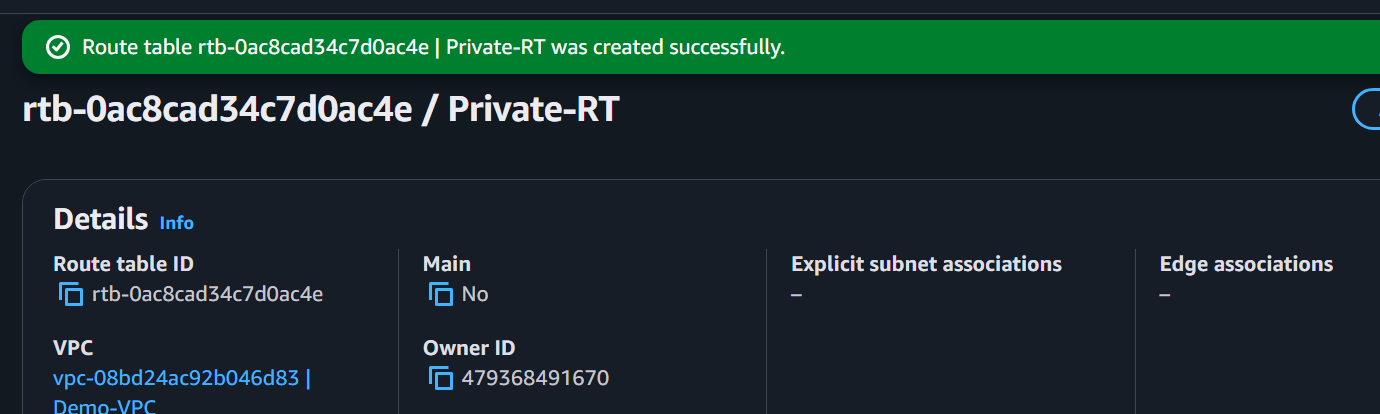 Route table rtb-0ac8cad34c7d0ac4e | Private-RT was created successfully.
rtb-0ac8cad34c7d0ac4e / Private-RT
Details Info
Route table ID
rtb-0ac8cad34c7d0ac4e
Main
No
Explicit subnet associations
–
Edge associations
–
VPC
vpc-08bd24ac92b046d83 |
Demo-VPC
Owner ID
479368491670